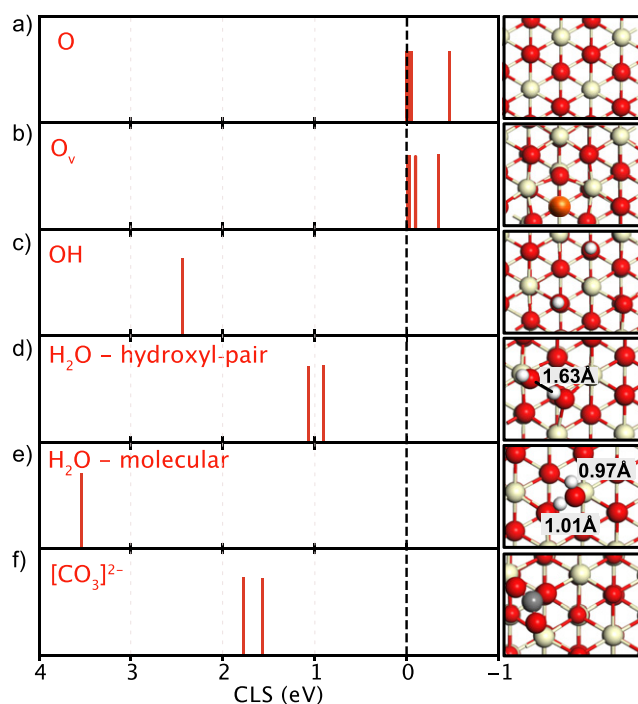 a)
O
b)
Oᵥ
c)
OH
d)
H₂O – hydroxyl-pair
1.63Å
e)
H₂O – molecular
0.97Å
1.01Å
f)
[CO₃]²⁻
4 3 2 1 0 −1
CLS (eV)